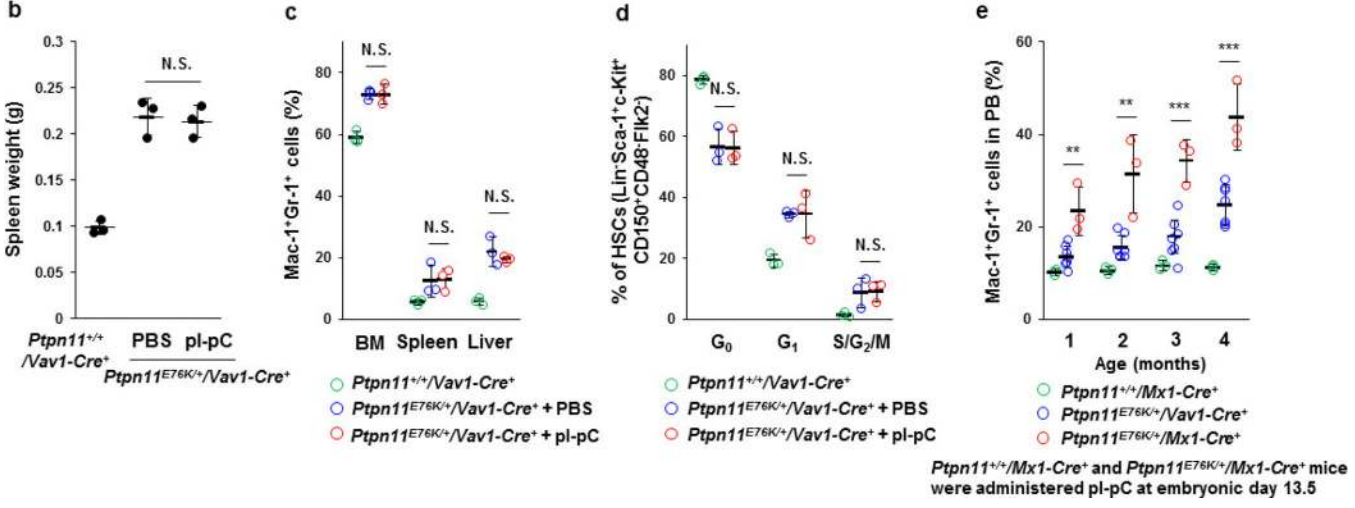 b
Spleen weight (g)
0.3
0.25
0.2
0.15
0.1
0.05
0
N.S.
Ptpn11+/+
/Vav1-Cre+
PBS pI-pC
Ptpn11E76K/+/Vav1-Cre+
c
Mac-1+Gr-1+ cells (%)
80
60
40
20
0
N.S.
N.S.
N.S.
BM Spleen Liver
Ptpn11+/+/Vav1-Cre+
Ptpn11E76K/+/Vav1-Cre+ + PBS
Ptpn11E76K/+/Vav1-Cre+ + pI-pC
d
% of HSCs (Lin-Sca-1+c-Kit+
CD150+CD48-Flk2-)
80
60
40
20
0
N.S.
N.S.
N.S.
G0 G1 S/G2/M
Ptpn11+/+/Vav1-Cre+
Ptpn11E76K/+/Vav1-Cre+ + PBS
Ptpn11E76K/+/Vav1-Cre+ + pI-pC
e
Mac-1+Gr-1+ cells in PB (%)
60
40
20
0
**
**
***
***
1 2 3 4
Age (months)
Ptpn11+/+/Mx1-Cre+
Ptpn11E76K/+/Vav1-Cre+
Ptpn11E76K/+/Mx1-Cre+
Ptpn11+/+/Mx1-Cre+ and Ptpn11E76K/+/Mx1-Cre+ mice
were administered pI-pC at embryonic day 13.5